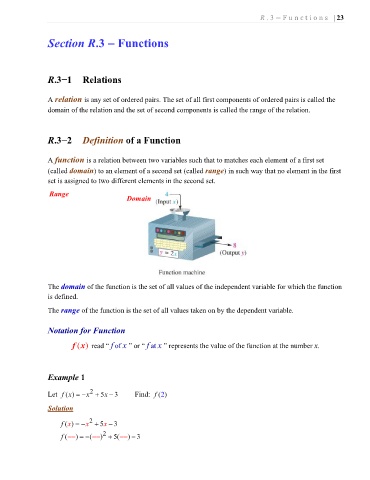 R.3 – Functions | 23
Section R.3 – Functions
R.3−1 Relations
A relation is any set of ordered pairs. The set of all first components of ordered pairs is called the
domain of the relation and the set of second components is called the range of the relation.
R.3−2 Definition of a Function
A function is a relation between two variables such that to matches each element of a first set
(called domain) to an element of a second set (called range) in such way that no element in the first
set is assigned to two different elements in the second set.
Range
Domain
4
(Input x)
y = 2x
8
(Output y)
Function machine
The domain of the function is the set of all values of the independent variable for which the function
is defined.
The range of the function is the set of all values taken on by the dependent variable.
Notation for Function
f(x) read “ f of x ” or “ f at x ” represents the value of the function at the number x.
Example 1
Let f(x) = −x² + 5x − 3 Find: f(2)
Solution
f(x) = −x² + 5x − 3
f(—) = −(—)² + 5(—) − 3